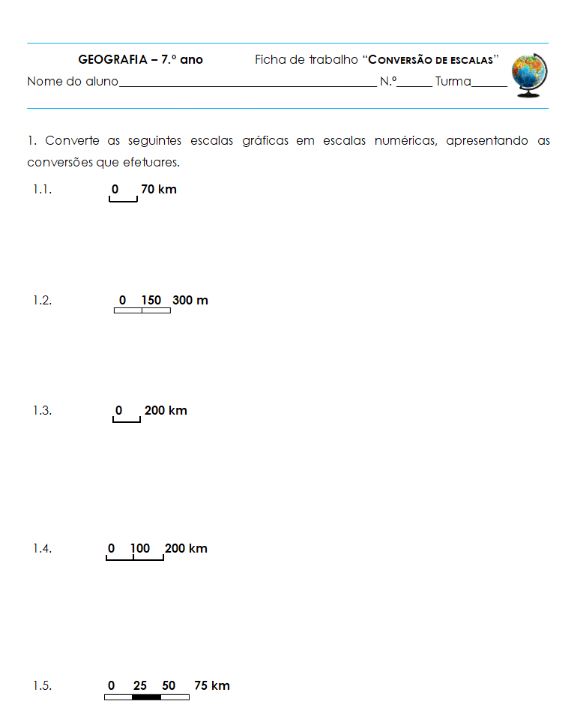 GEOGRAFIA – 7.º ano Ficha de trabalho “CONVERSÃO DE ESCALAS”
Nome do aluno___________________________________________ N.º______ Turma______
1. Converte as seguintes escalas gráficas em escalas numéricas, apresentando as
conversões que efetuares.
1.1. 0 70 km
1.2. 0 150 300 m
1.3. 0 200 km
1.4. 0 100 200 km
1.5. 0 25 50 75 km